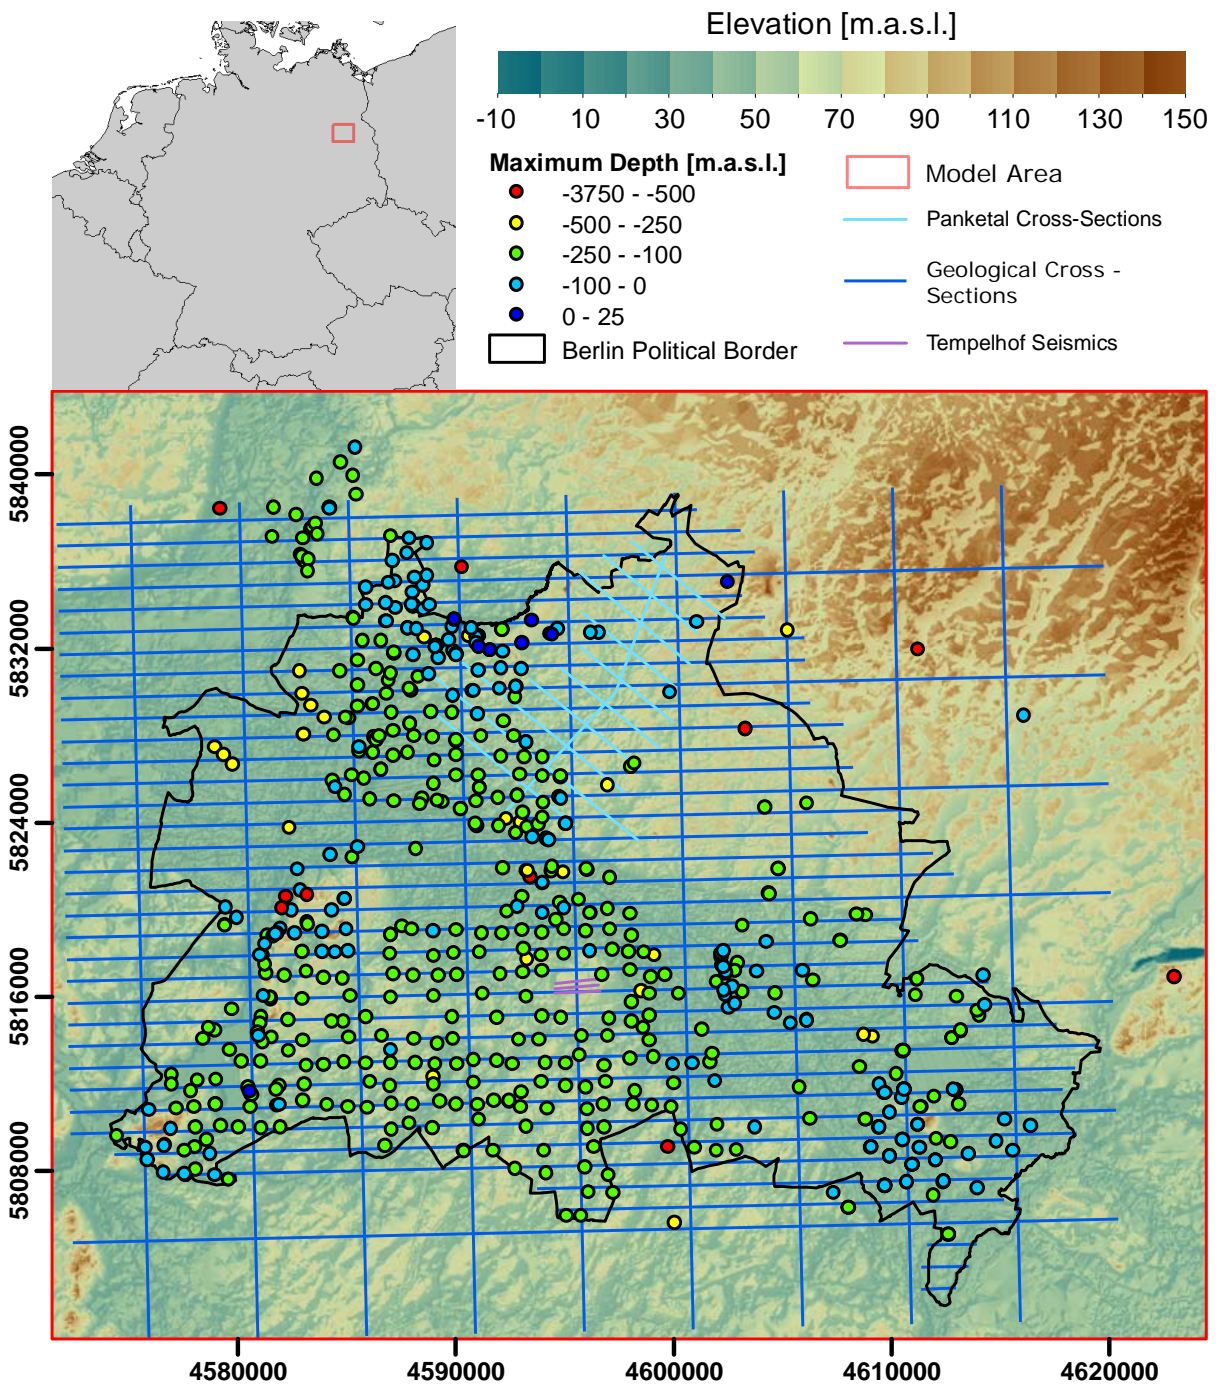 Elevation [m.a.s.l.]
-10 10 30 50 70 90 110 130 150
Maximum Depth [m.a.s.l.]
-3750 - -500
-500 - -250
-250 - -100
-100 - 0
0 - 25
Berlin Political Border
Model Area
Panketal Cross-Sections
Geological Cross -
Sections
Tempelhof Seismics
5840000
5832000
5824000
5816000
5808000
4580000 4590000 4600000 4610000 4620000